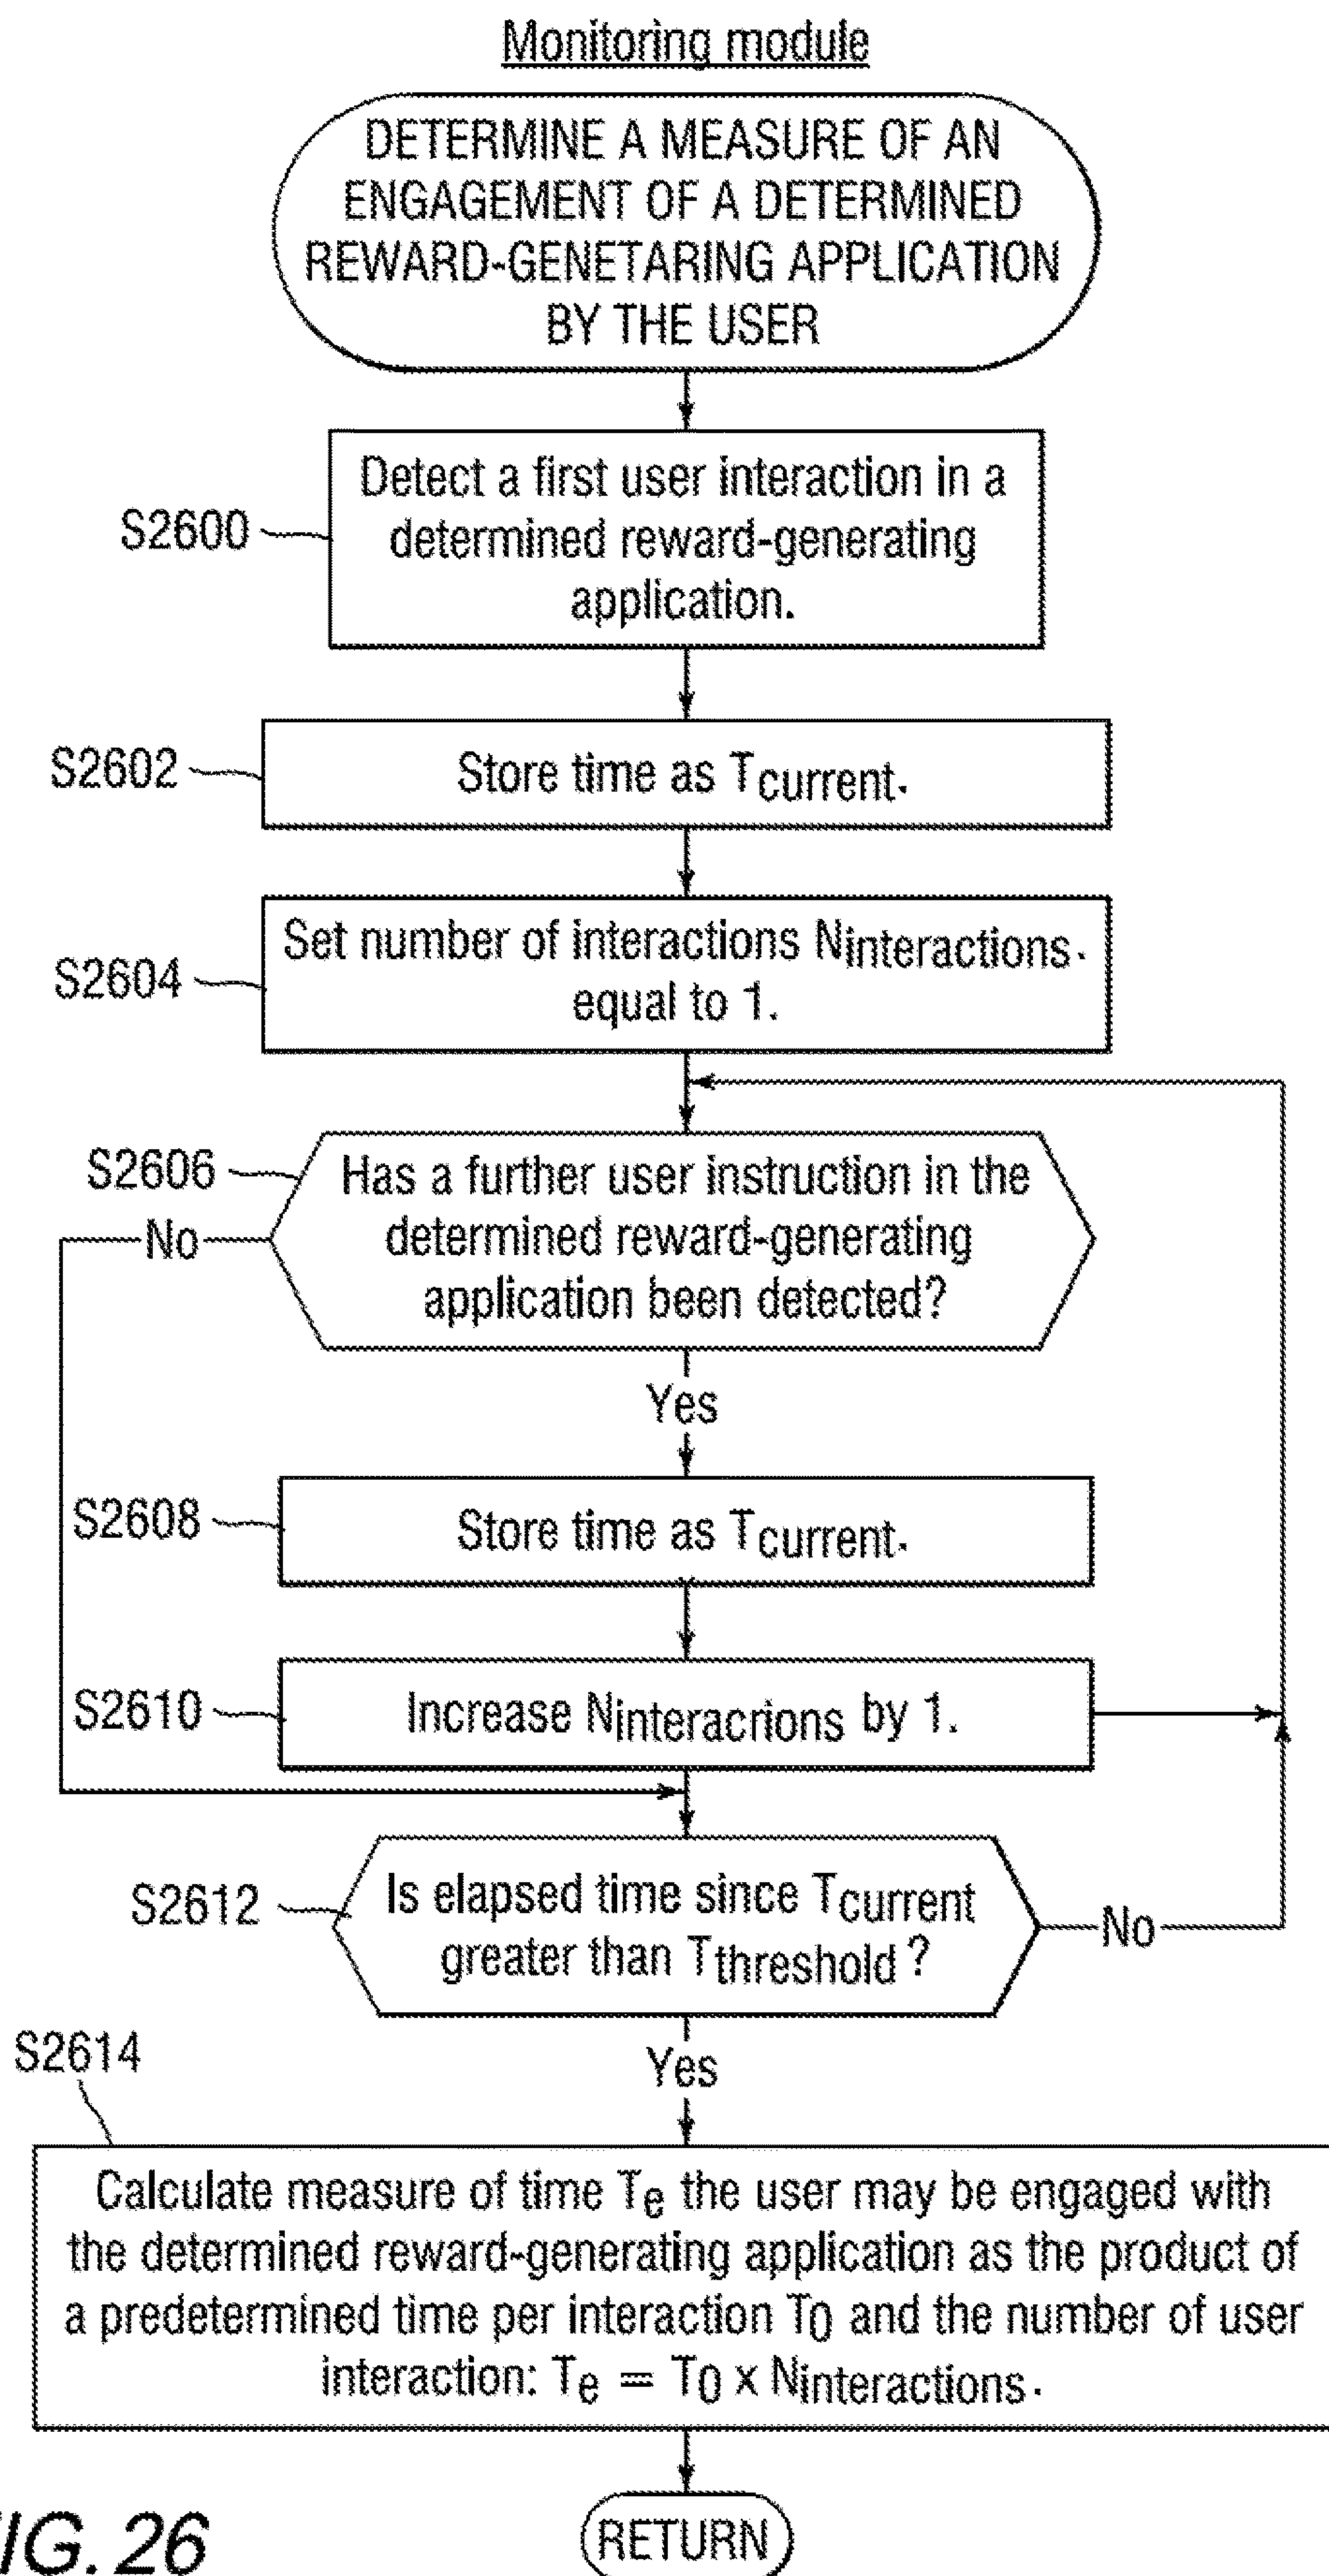 Monitoring module
DETERMINE A MEASURE OF AN
ENGAGEMENT OF A DETERMINED
REWARD-GENETARING APPLICATION
BY THE USER
S2600
Detect a first user interaction in a
determined reward-generating
application.
S2602
Store time as Tcurrent.
S2604
Set number of interactions Ninteractions.
equal to 1.
S2606
Has a further user instruction in the
determined reward-generating
application been detected?
No
Yes
S2608
Store time as Tcurrent.
S2610
Increase Ninteracrions by 1.
S2612
Is elapsed time since Tcurrent
greater than Tthreshold ?
No
Yes
S2614
Calculate measure of time Te the user may be engaged with
the determined reward-generating application as the product of
a predetermined time per interaction T0 and the number of user
interaction: Te = T0 x Ninteractions.
RETURN
IG. 26